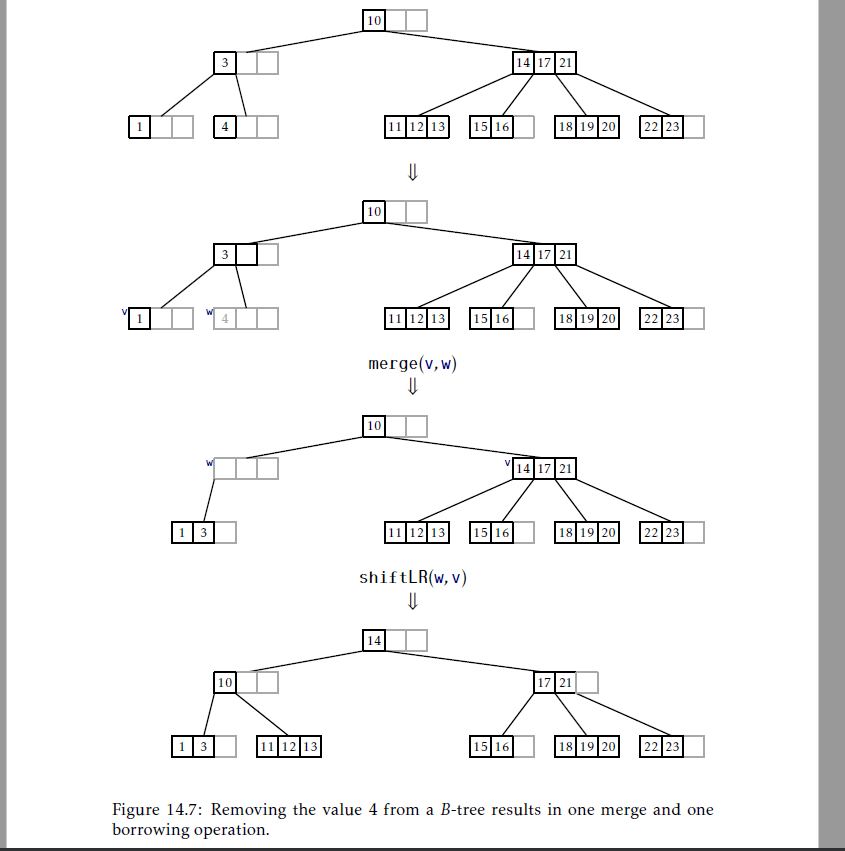 10
3 14 17 21
1 4 11 12 13 15 16 18 19 20 22 23
⇓
10
3 14 17 21
v 1 w 4 11 12 13 15 16 18 19 20 22 23
merge(v,w)
⇓
10
w v 14 17 21
1 3 11 12 13 15 16 18 19 20 22 23
shiftLR(w,v)
⇓
14
10 17 21
1 3 11 12 13 15 16 18 19 20 22 23
Figure 14.7: Removing the value 4 from a B-tree results in one merge and one
borrowing operation.